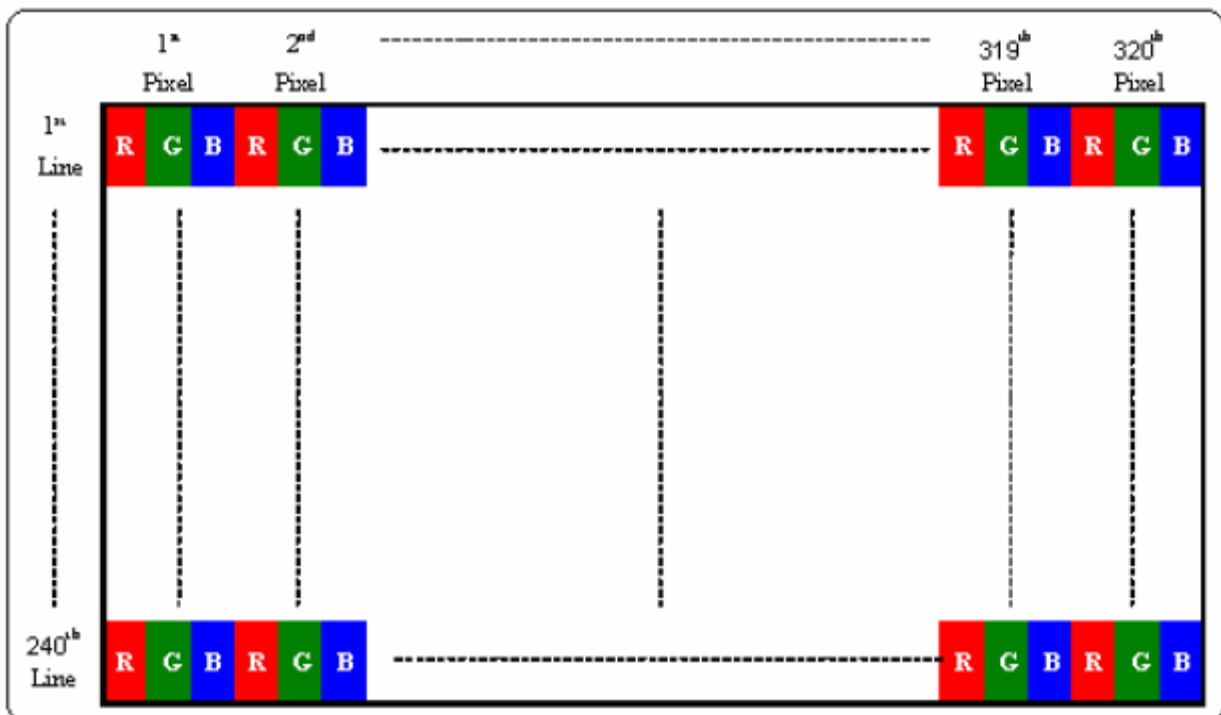 1st 2nd 319th 320th
Pixel Pixel Pixel Pixel
1st
Line
R G B R G B R G B R G B
240th
Line
R G B R G B R G B R G B